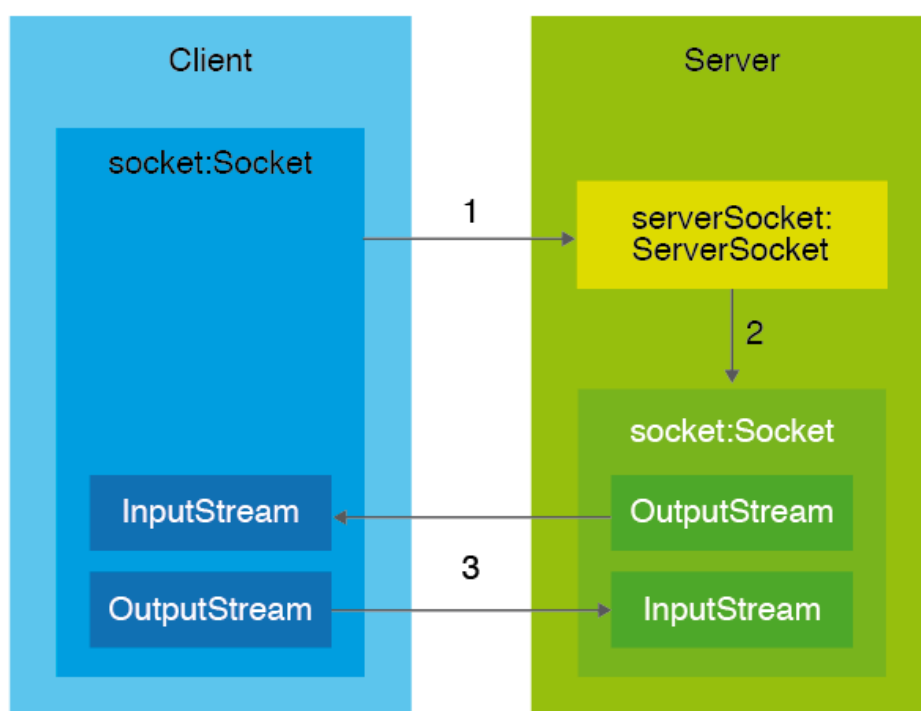 Client
Server
socket:Socket
1
serverSocket:
ServerSocket
2
socket:Socket
InputStream
OutputStream
3
OutputStream
InputStream